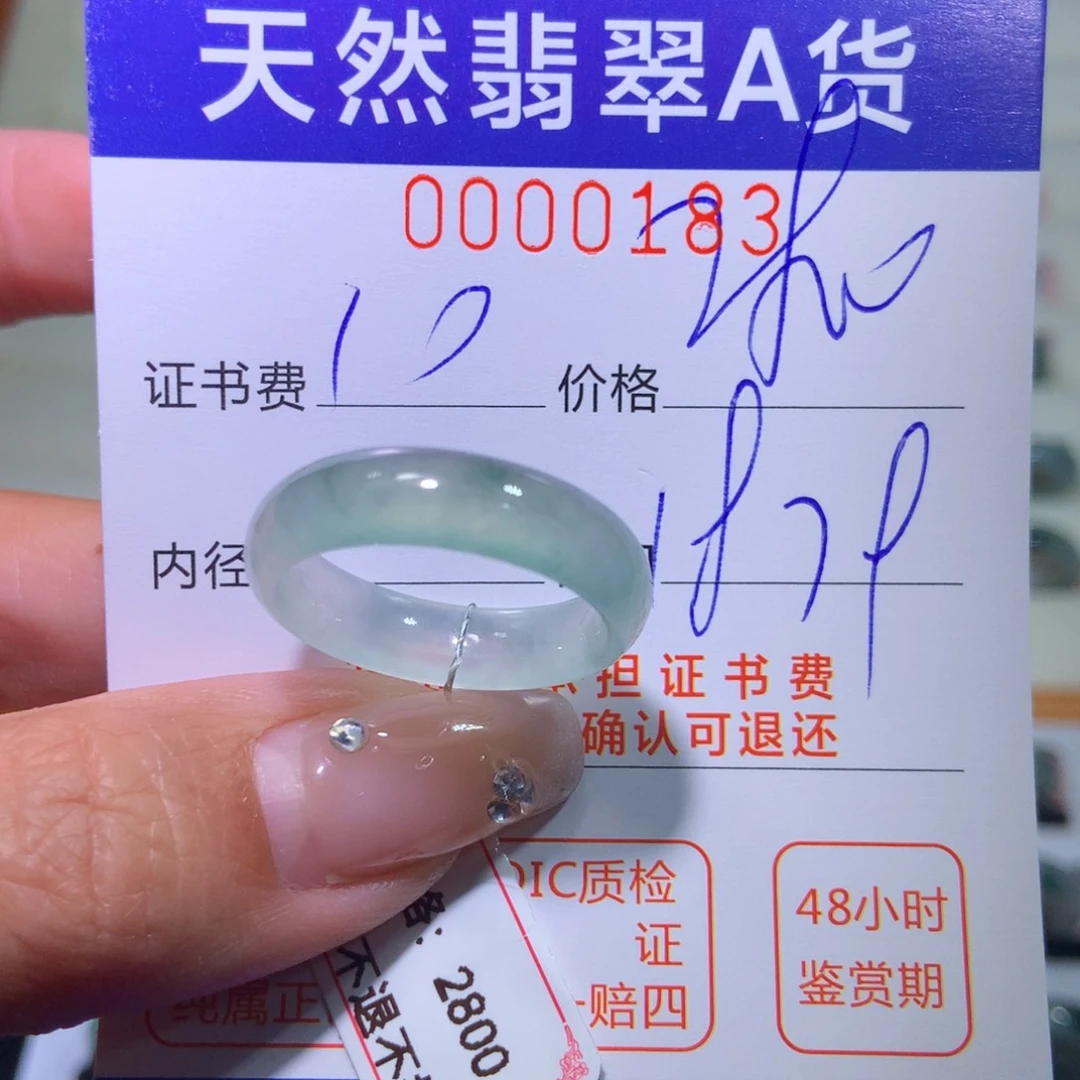 天然翡翠A货
0000183
证书费 10 价格
内径
担证书费
确认可退还
IC质检
证
纯属正
一赔四
48小时
鉴赏期
2800
不退不